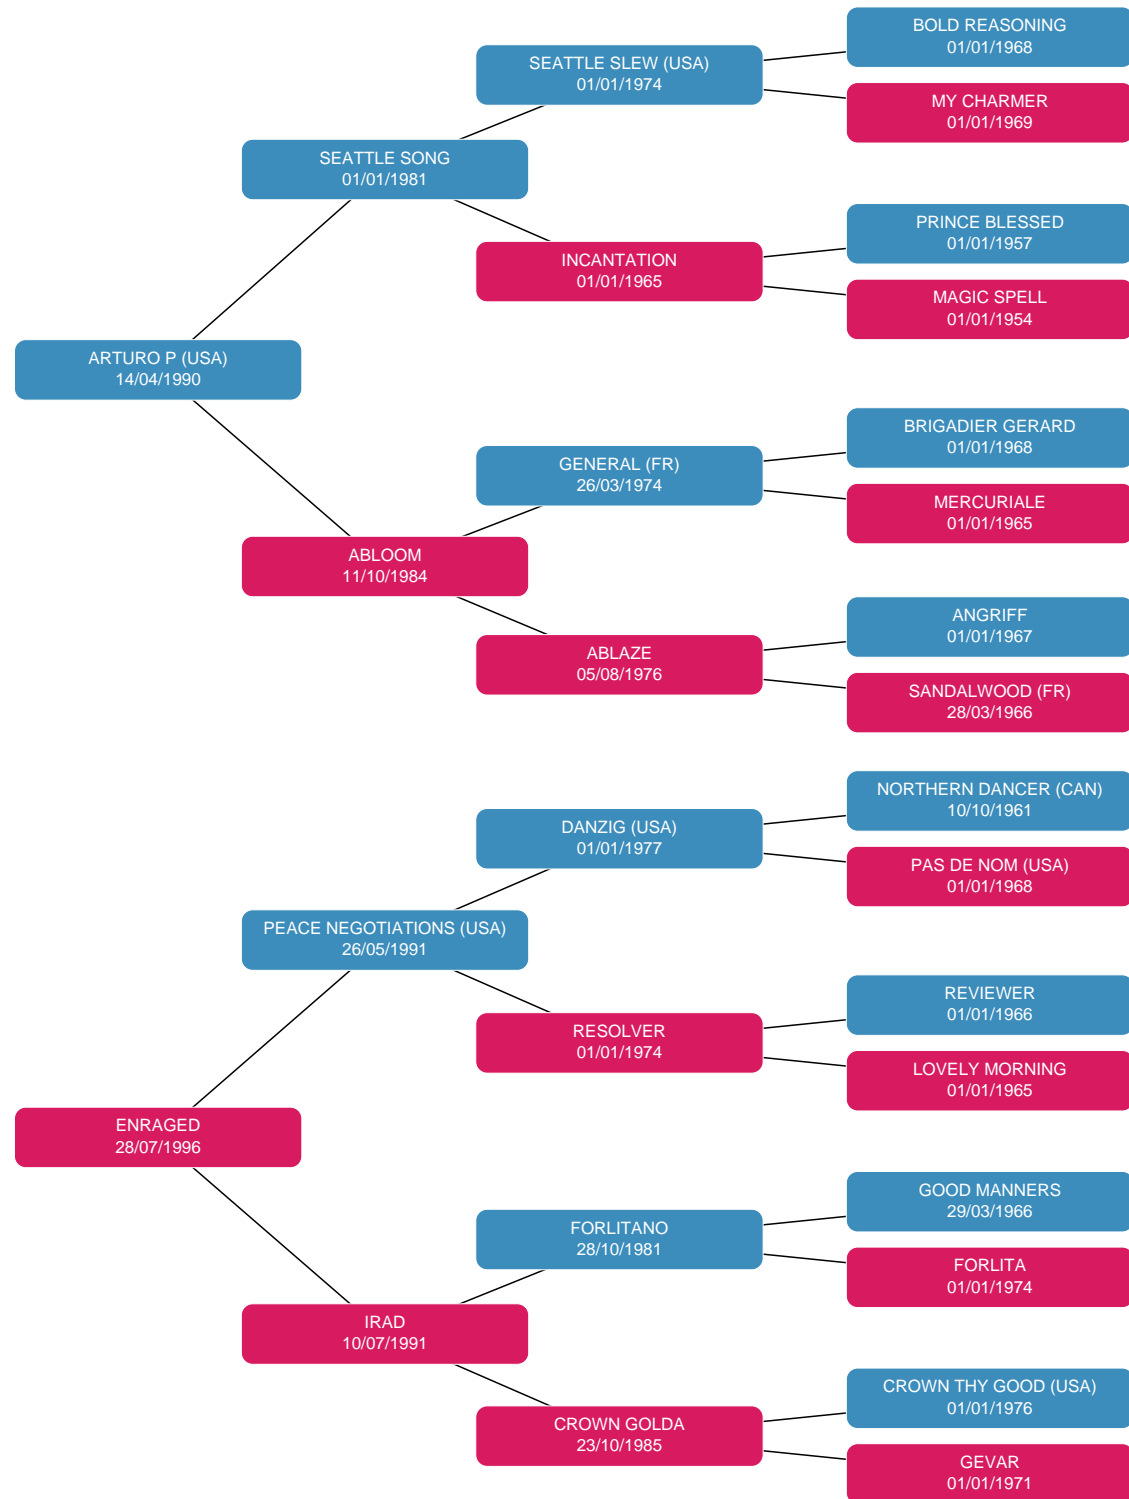 BOLD REASONING
01/01/1968
SEATTLE SLEW (USA)
01/01/1974
MY CHARMER
01/01/1969
SEATTLE SONG
01/01/1981
PRINCE BLESSED
01/01/1957
INCANTATION
01/01/1965
MAGIC SPELL
01/01/1954
ARTURO P (USA)
14/04/1990
BRIGADIER GERARD
01/01/1968
GENERAL (FR)
26/03/1974
MERCURIALE
01/01/1965
ABLOOM
11/10/1984
ANGRIFF
01/01/1967
ABLAZE
05/08/1976
SANDALWOOD (FR)
28/03/1966
NORTHERN DANCER (CAN)
10/10/1961
DANZIG (USA)
01/01/1977
PAS DE NOM (USA)
01/01/1968
PEACE NEGOTIATIONS (USA)
26/05/1991
REVIEWER
01/01/1966
RESOLVER
01/01/1974
LOVELY MORNING
01/01/1965
ENRAGED
28/07/1996
GOOD MANNERS
29/03/1966
FORLITANO
28/10/1981
FORLITA
01/01/1974
IRAD
10/07/1991
CROWN THY GOOD (USA)
01/01/1976
CROWN GOLDA
23/10/1985
GEVAR
01/01/1971